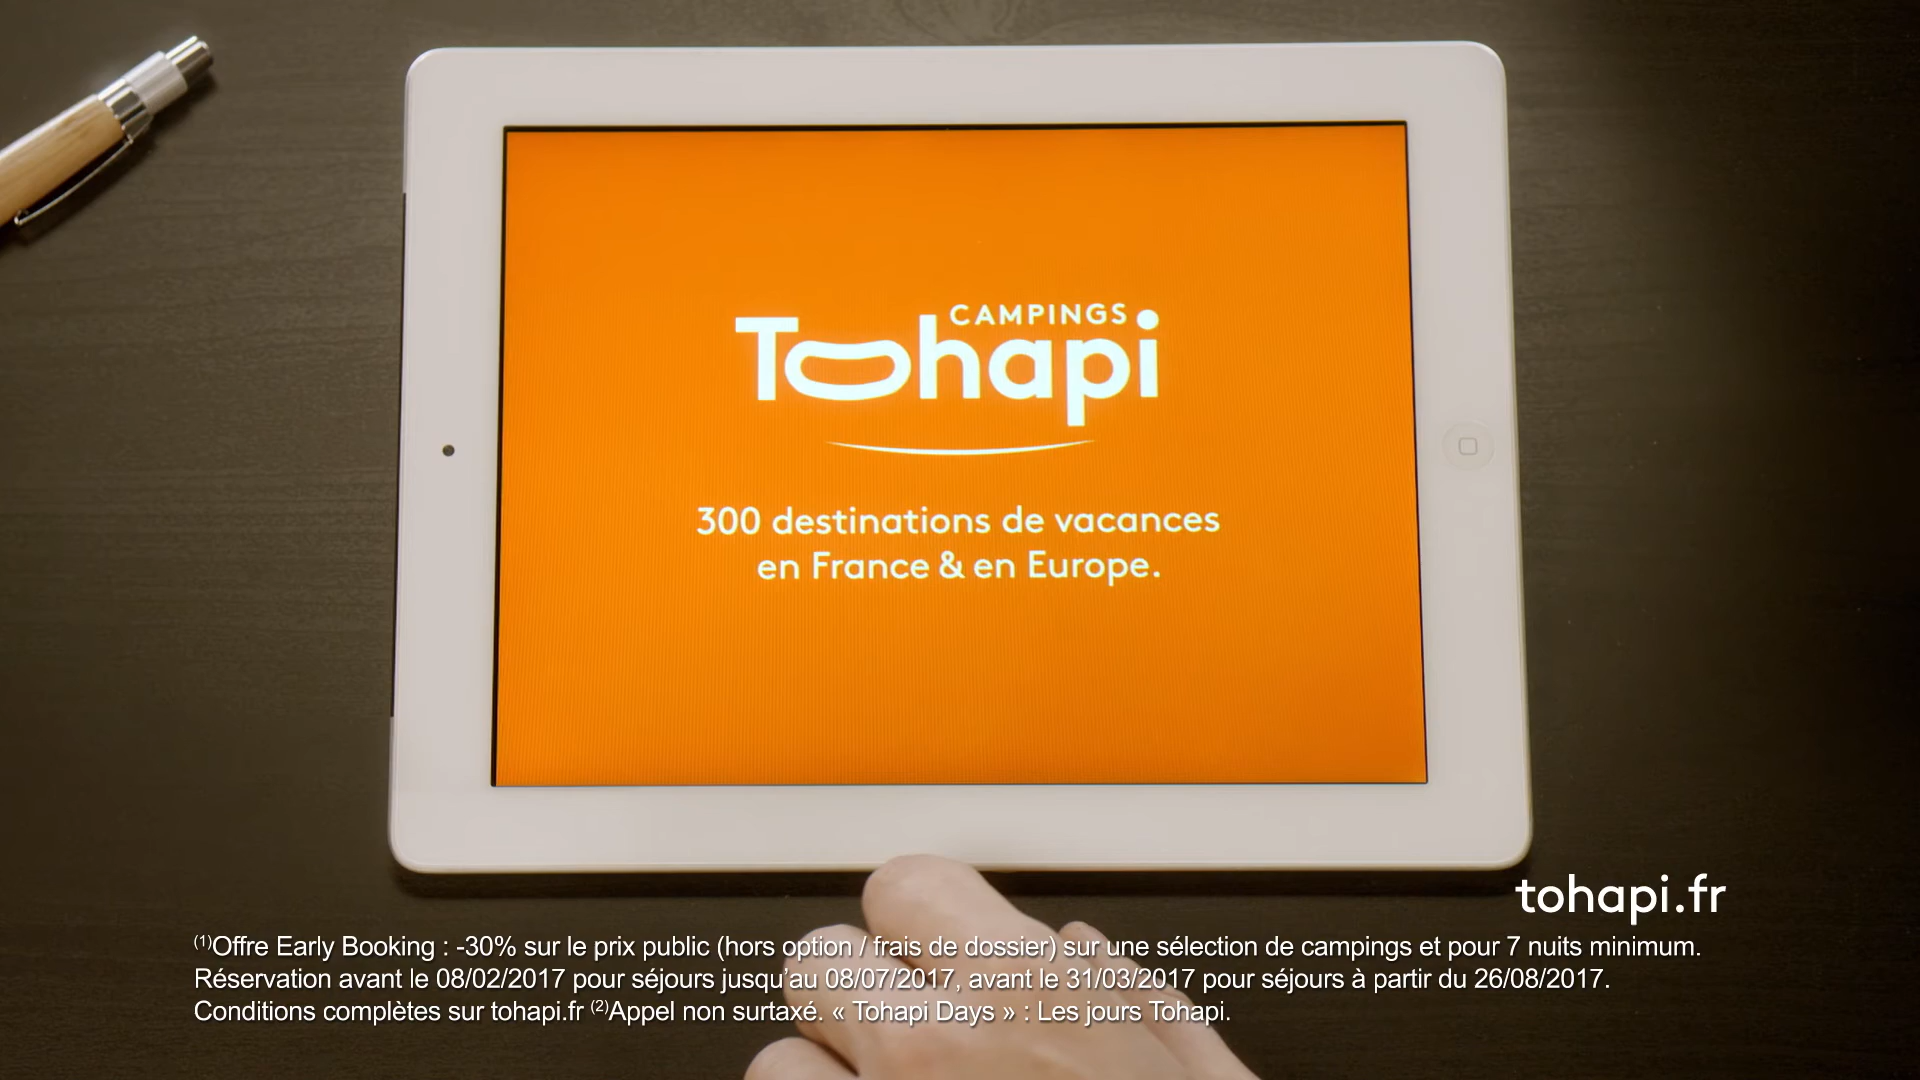 CAMPINGS
Tohapi
300 destinations de vacances
en France & en Europe.
tohapi.fr
(1)Offre Early Booking : -30% sur le prix public (hors option / frais de dossier) sur une sélection de campings et pour 7 nuits minimum.
Réservation avant le 08/02/2017 pour séjours jusqu'au 08/07/2017, avant le 31/03/2017 pour séjours à partir du 26/08/2017.
Conditions complètes sur tohapi.fr (2)Appel non surtaxé. « Tohapi Days » : Les jours Tohapi.